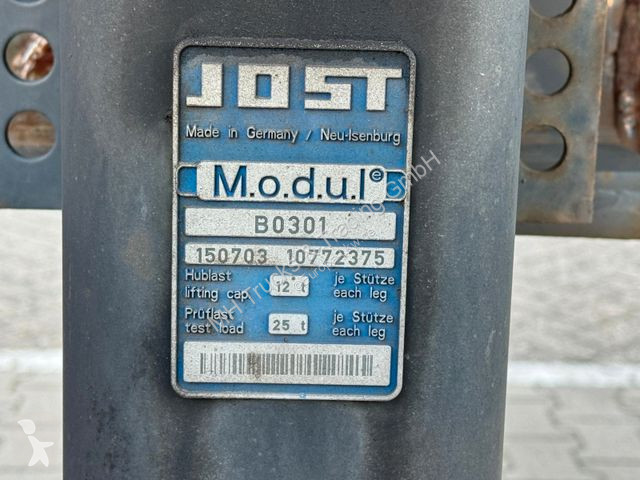 JOST
Made in Germany / Neu-Isenburg
M.o.d.u.l e
B0301
150703 10772375
Hublast 12 t je Stütze
lifting cap. each leg
Prüflast 25 t je Stütze
test load each leg